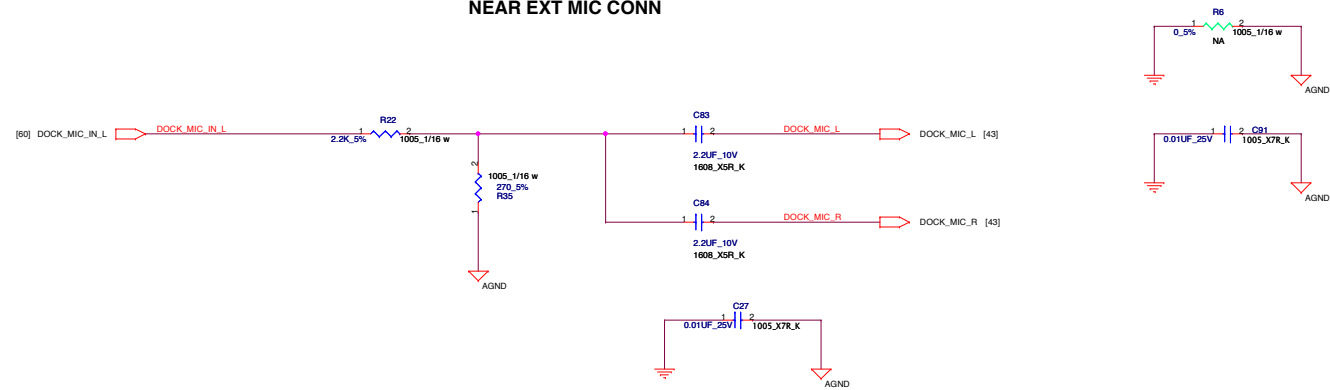 NEAR EXT MIC CONN
R6
1 2
0_5% 1005_1/16 w
NA
AGND
[60] DOCK_MIC_IN_L DOCK_MIC_IN_L
R22
1 2
2.2K_5% 1005_1/16 w
C83
1 2
DOCK_MIC_L
DOCK_MIC_L [43]
2.2UF_10V
1608_X5R_K
1 2 C91
0.01UF_25V 1005_X7R_K
AGND
2
1005_1/16 w
270_5%
R35
1
AGND
C84
1 2
DOCK_MIC_R
DOCK_MIC_R [43]
2.2UF_10V
1608_X5R_K
C27
1 2
0.01UF_25V 1005_X7R_K
AGND